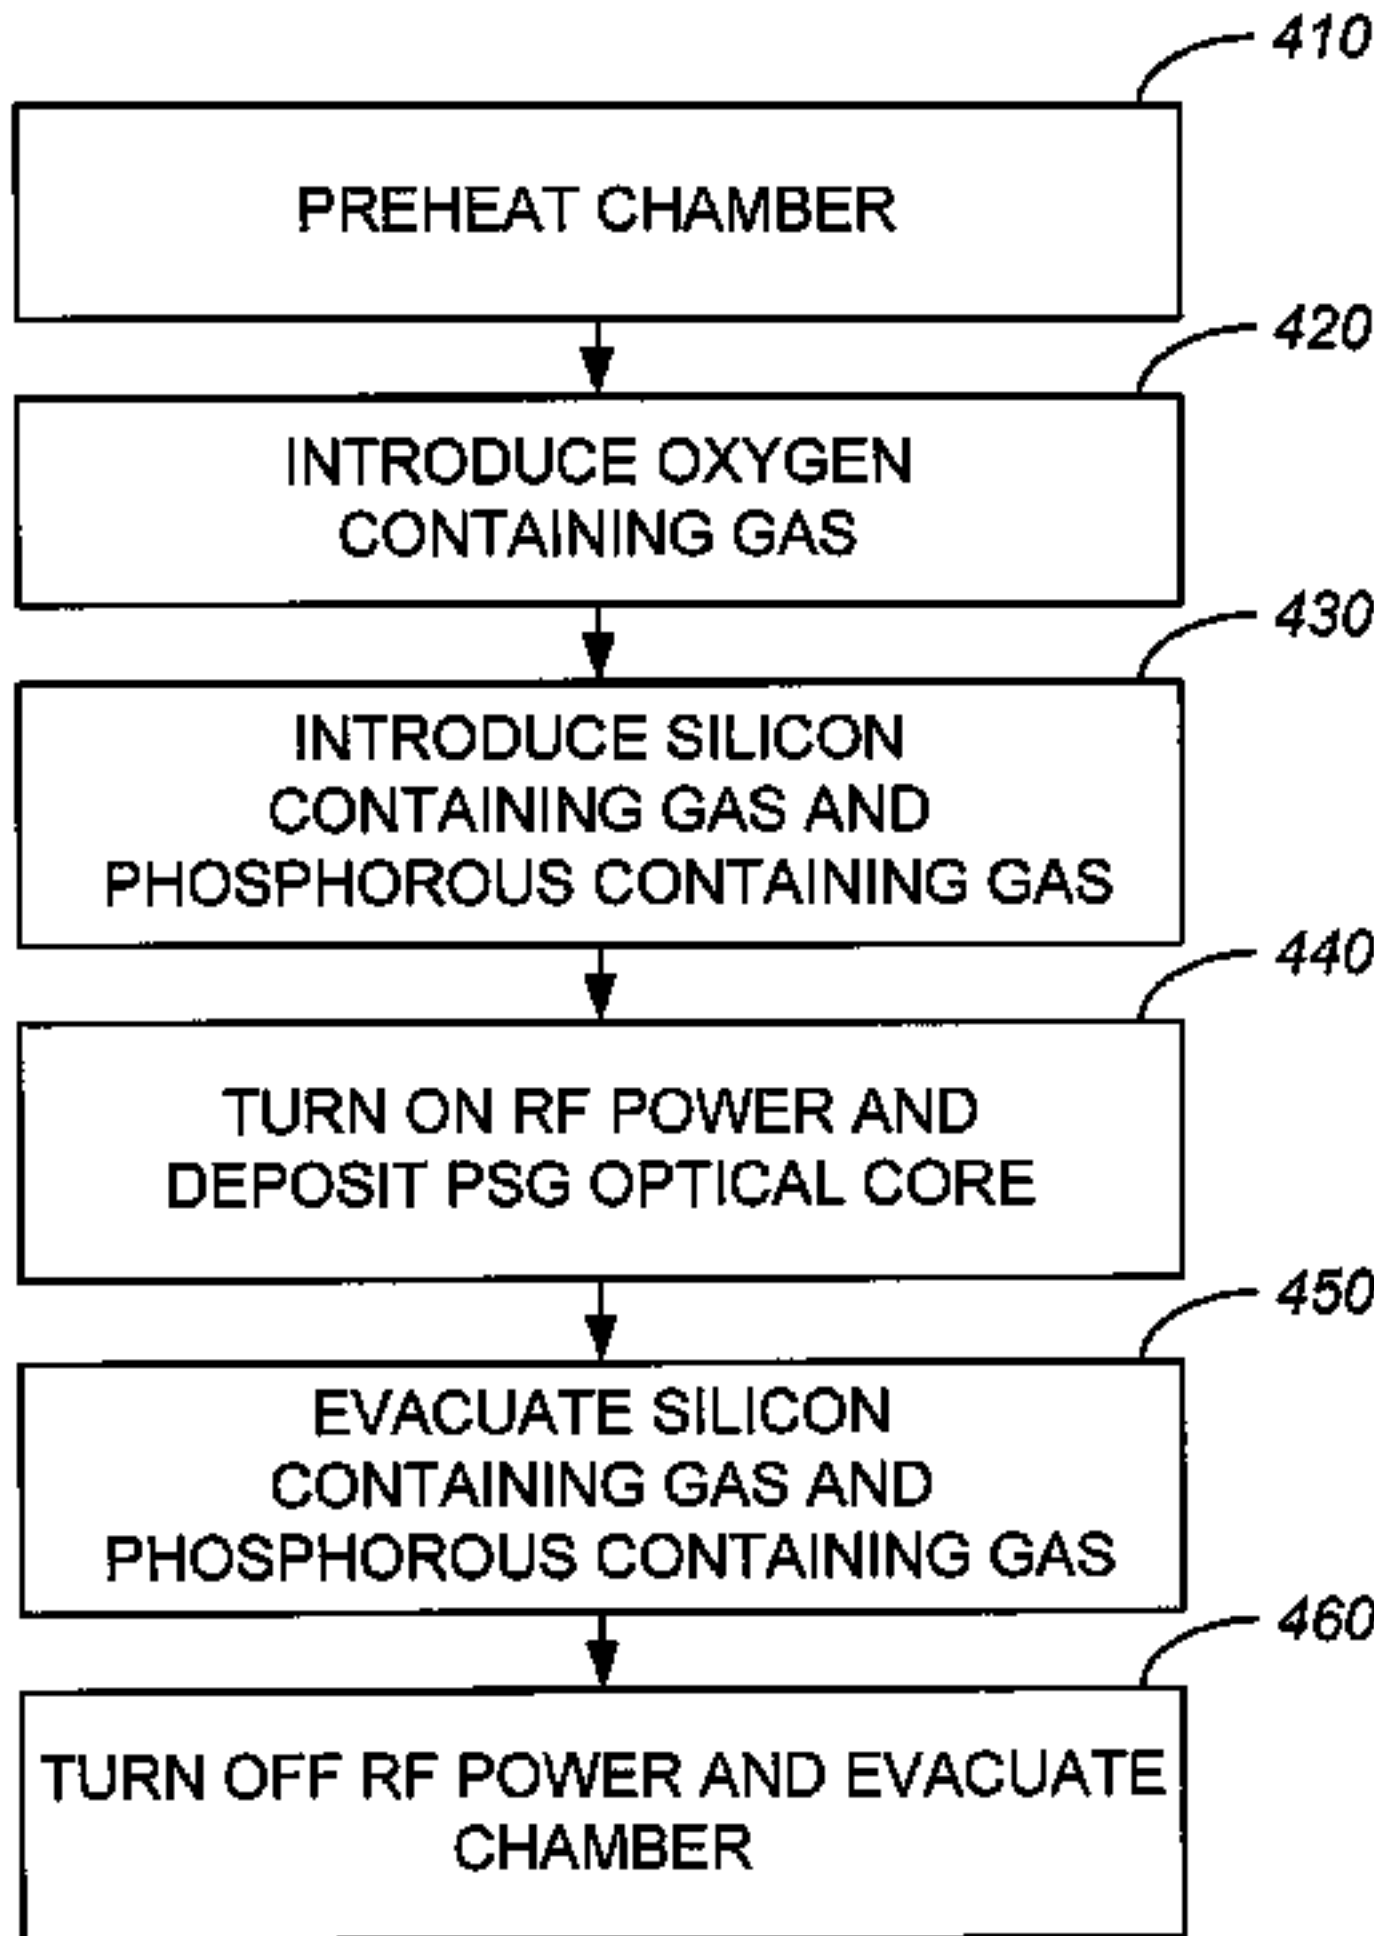 410
PREHEAT CHAMBER
420
INTRODUCE OXYGEN
CONTAINING GAS
430
INTRODUCE SILICON
CONTAINING GAS AND
PHOSPHOROUS CONTAINING GAS
440
TURN ON RF POWER AND
DEPOSIT PSG OPTICAL CORE
450
EVACUATE SILICON
CONTAINING GAS AND
PHOSPHOROUS CONTAINING GAS
460
TURN OFF RF POWER AND EVACUATE
CHAMBER